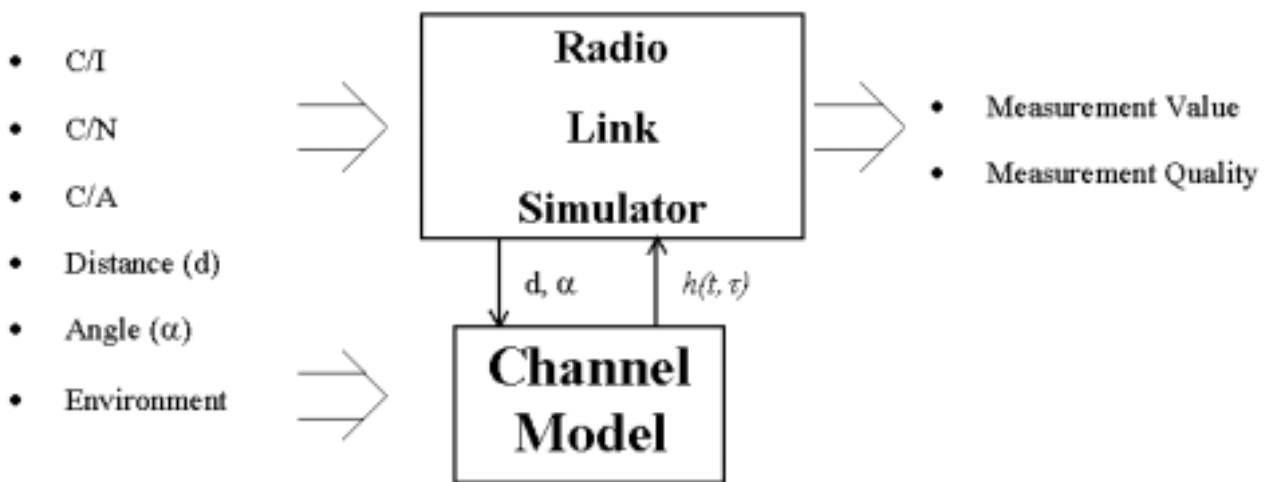 • C/I
• C/N
• C/A
• Distance (d)
• Angle (α)
• Environment
Radio
Link
Simulator
d, α
h(t, τ)
Channel
Model
• Measurement Value
• Measurement Quality